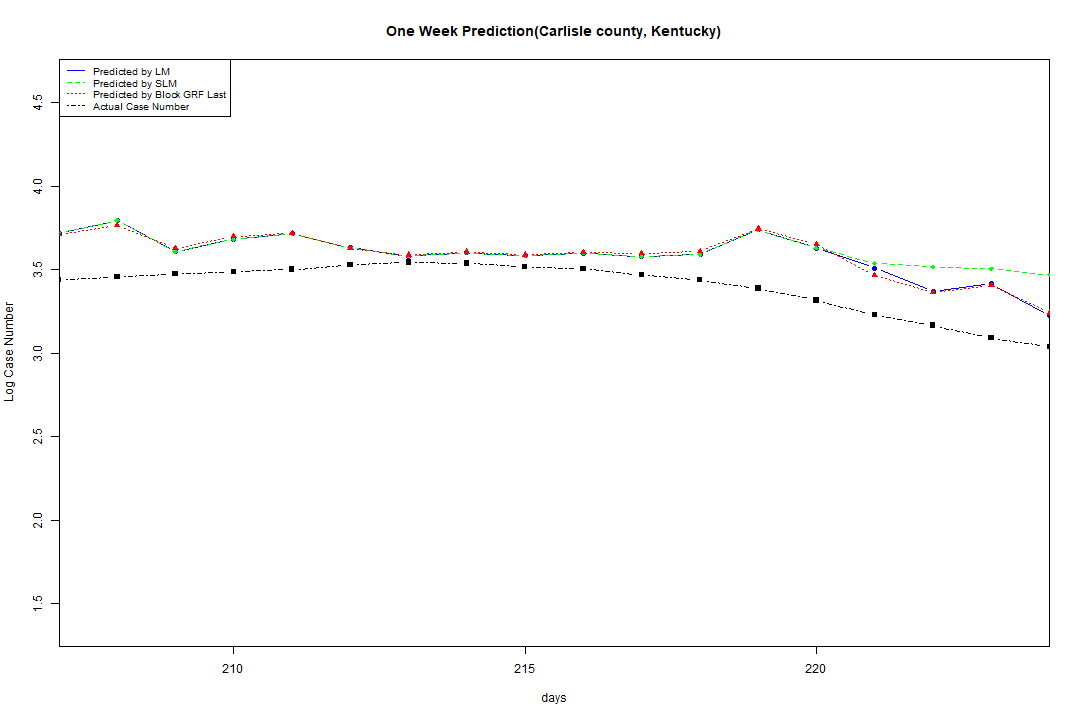 One Week Prediction(Carlisle county, Kentucky)
Predicted by LM
Predicted by SLM
Predicted by Block GRF Last
Actual Case Number
4.5
4.0
3.5
3.0
2.5
2.0
1.5
Log Case Number
210
215
220
days